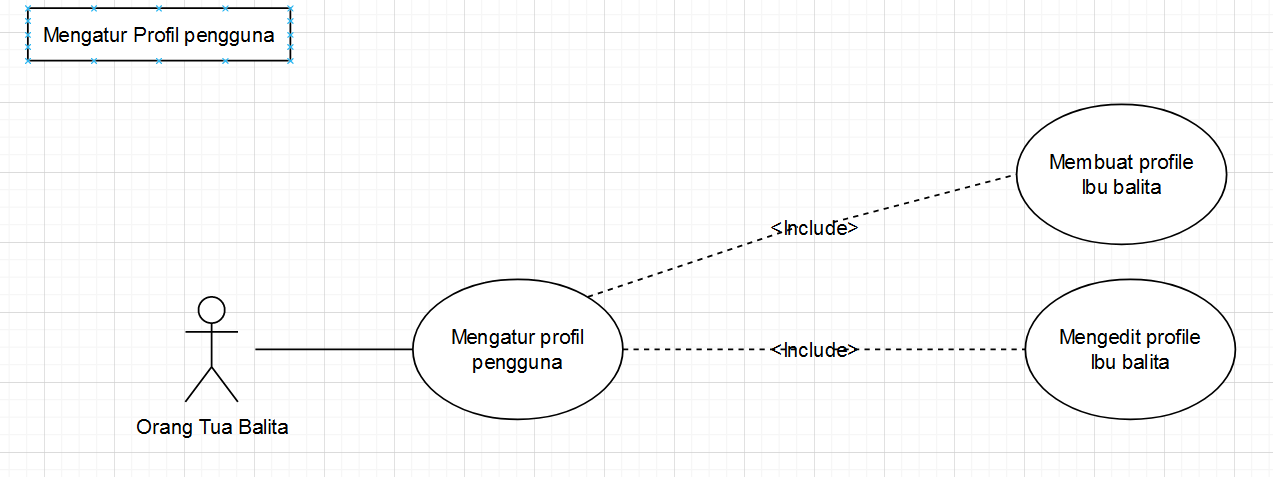 Mengatur Profil pengguna
Membuat profile
Ibu balita
<Include>
Mengatur profil
pengguna
<Include>
Mengedit profile
Ibu balita
Orang Tua Balita